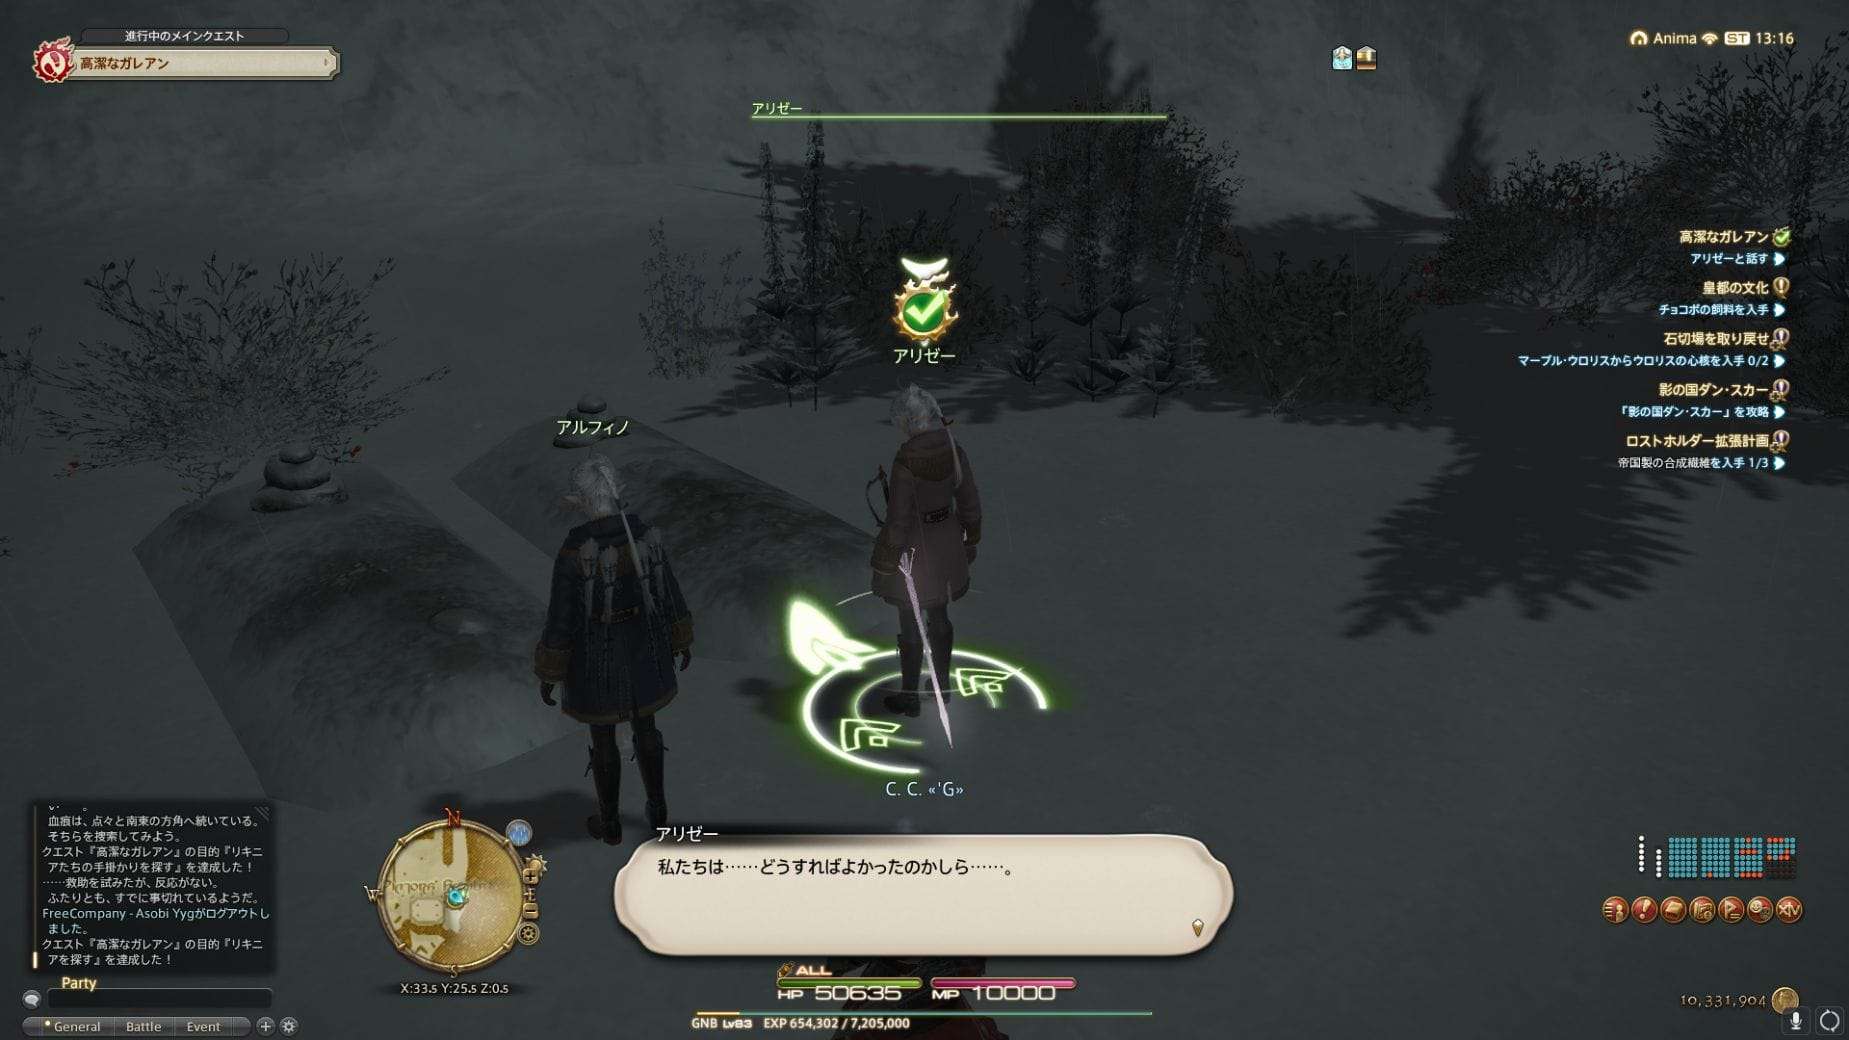 進行中のメインクエスト
高潔なガレアン
Anima ST 13:16
アリゼー
高潔なガレアン
アリゼーと話す
皇都の文化
チョコボの飼料を入手
石切場を取り戻せ
マーブル・ウロリスからウロリスの心核を入手 0/2
影の国ダン・スカー
「影の国ダン・スカー」を攻略
ロストホルダー拡張計画
帝国製の合成繊維を入手 1/3
アリゼー
アルフィノ
C. C. «'G»
アリゼー
私たちは……どうすればよかったのかしら……。
血痕は、点々と南東の方角へ続いている。
そちらを捜索してみよう。
クエスト『高潔なガレアン』の目的『リキニ
アたちの手掛かりを探す』を達成した！
……救助を試みたが、反応がない。
ふたりとも、すでに事切れているようだ。
FreeCompany - Asobi Yygがログアウトし
ました。
クエスト『高潔なガレアン』の目的『リキニ
アを探す』を達成した！
Party
General Battle Event
N
W
S
X:33.5 Y:25.5 Z:0.5
ALL
HP 50635 MP 10000
GNB Lv83 EXP 654,302 / 7,205,000
XIV
10,331,904